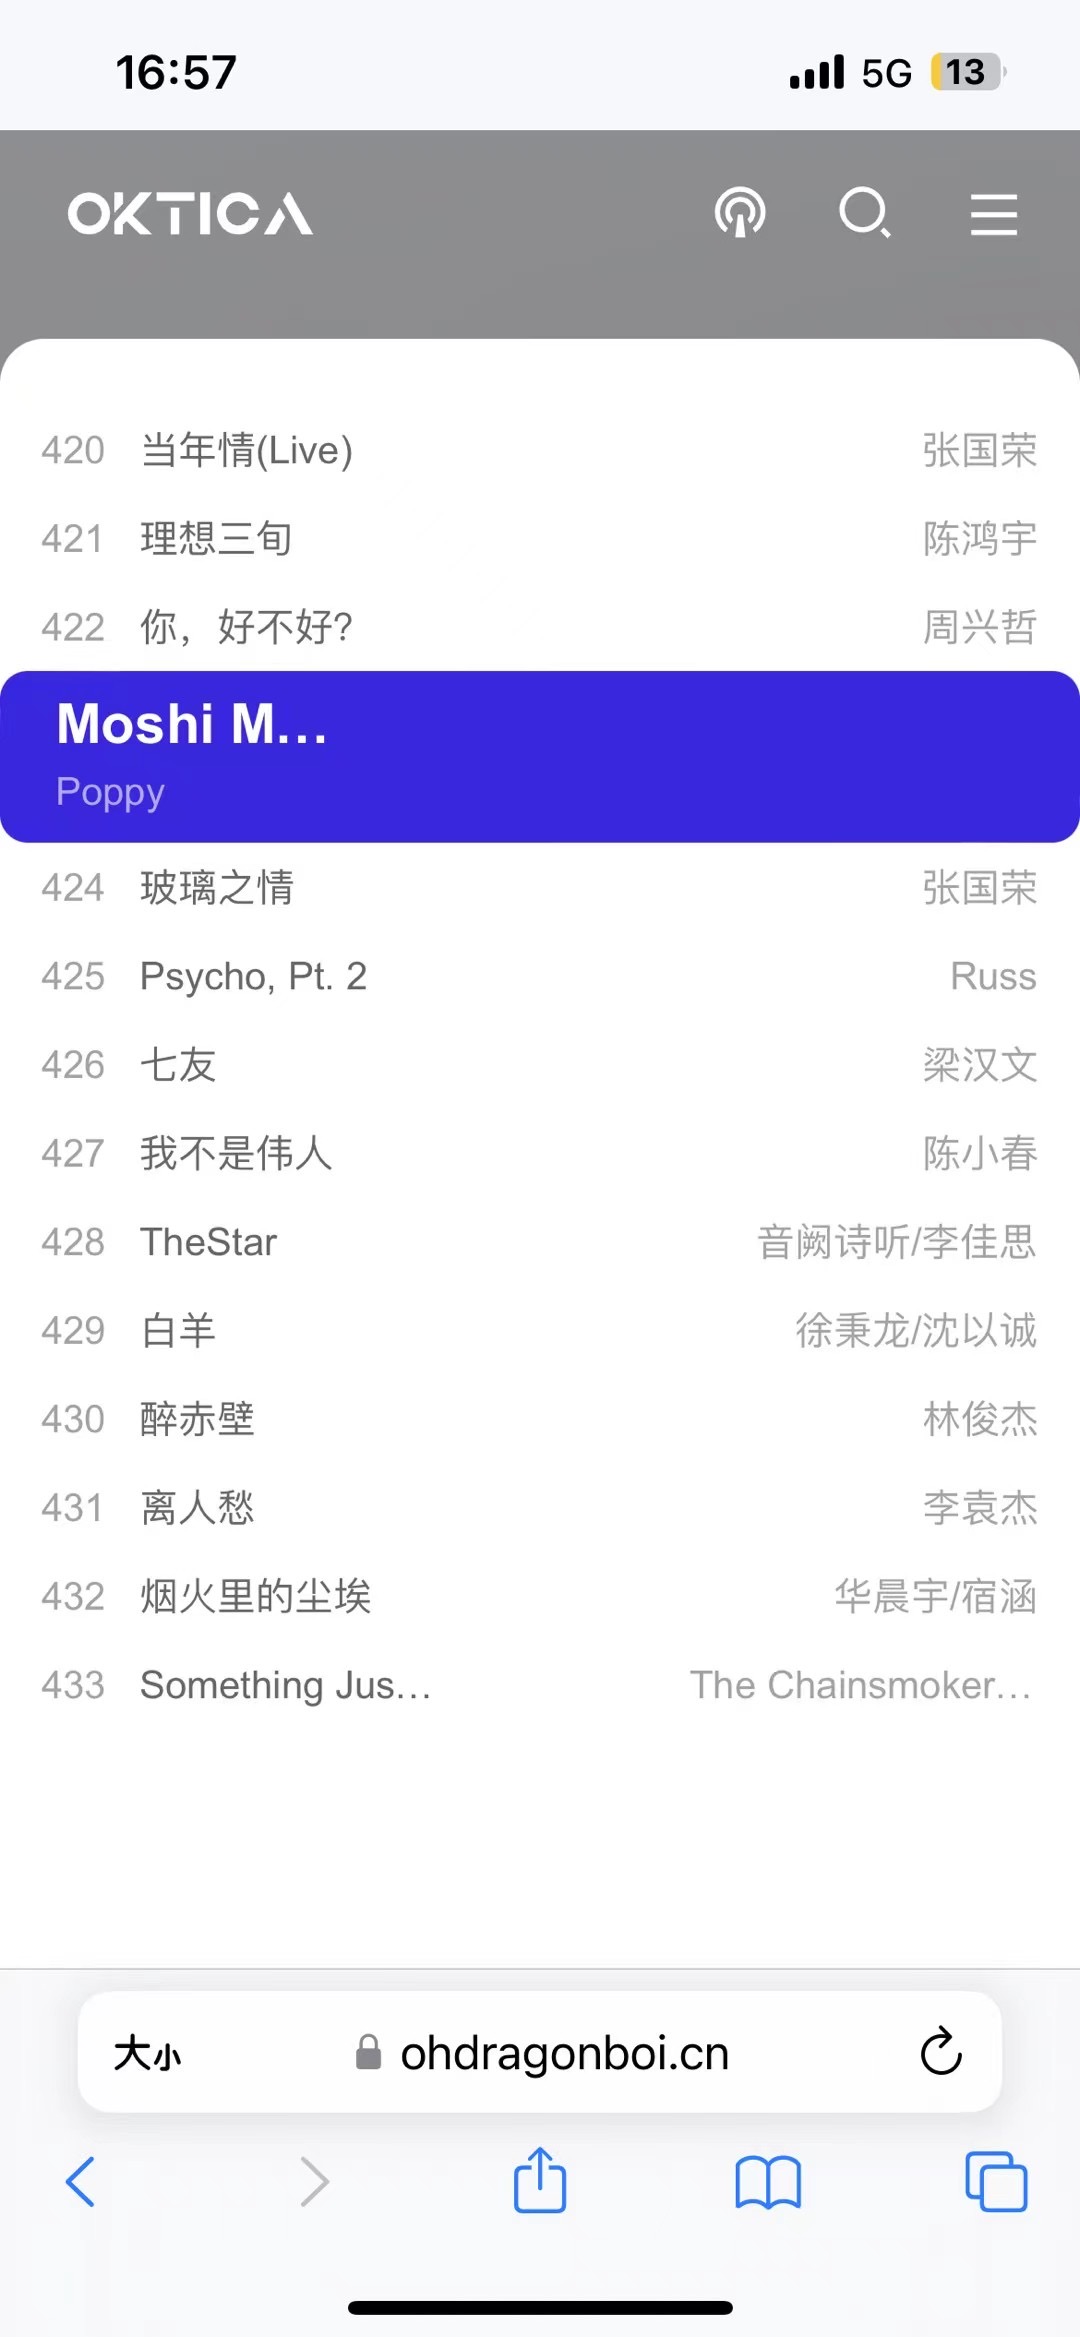 16:57 5G 13
OKTICA
420 当年情(Live) 张国荣
421 理想三旬 陈鸿宇
422 你，好不好? 周兴哲
Moshi M...
Poppy
424 玻璃之情 张国荣
425 Psycho, Pt. 2 Russ
426 七友 梁汉文
427 我不是伟人 陈小春
428 TheStar 音阙诗听/李佳思
429 白羊 徐秉龙/沈以诚
430 醉赤壁 林俊杰
431 离人愁 李袁杰
432 烟火里的尘埃 华晨宇/宿涵
433 Something Jus... The Chainsmoker...
大小 ohdragonboi.cn